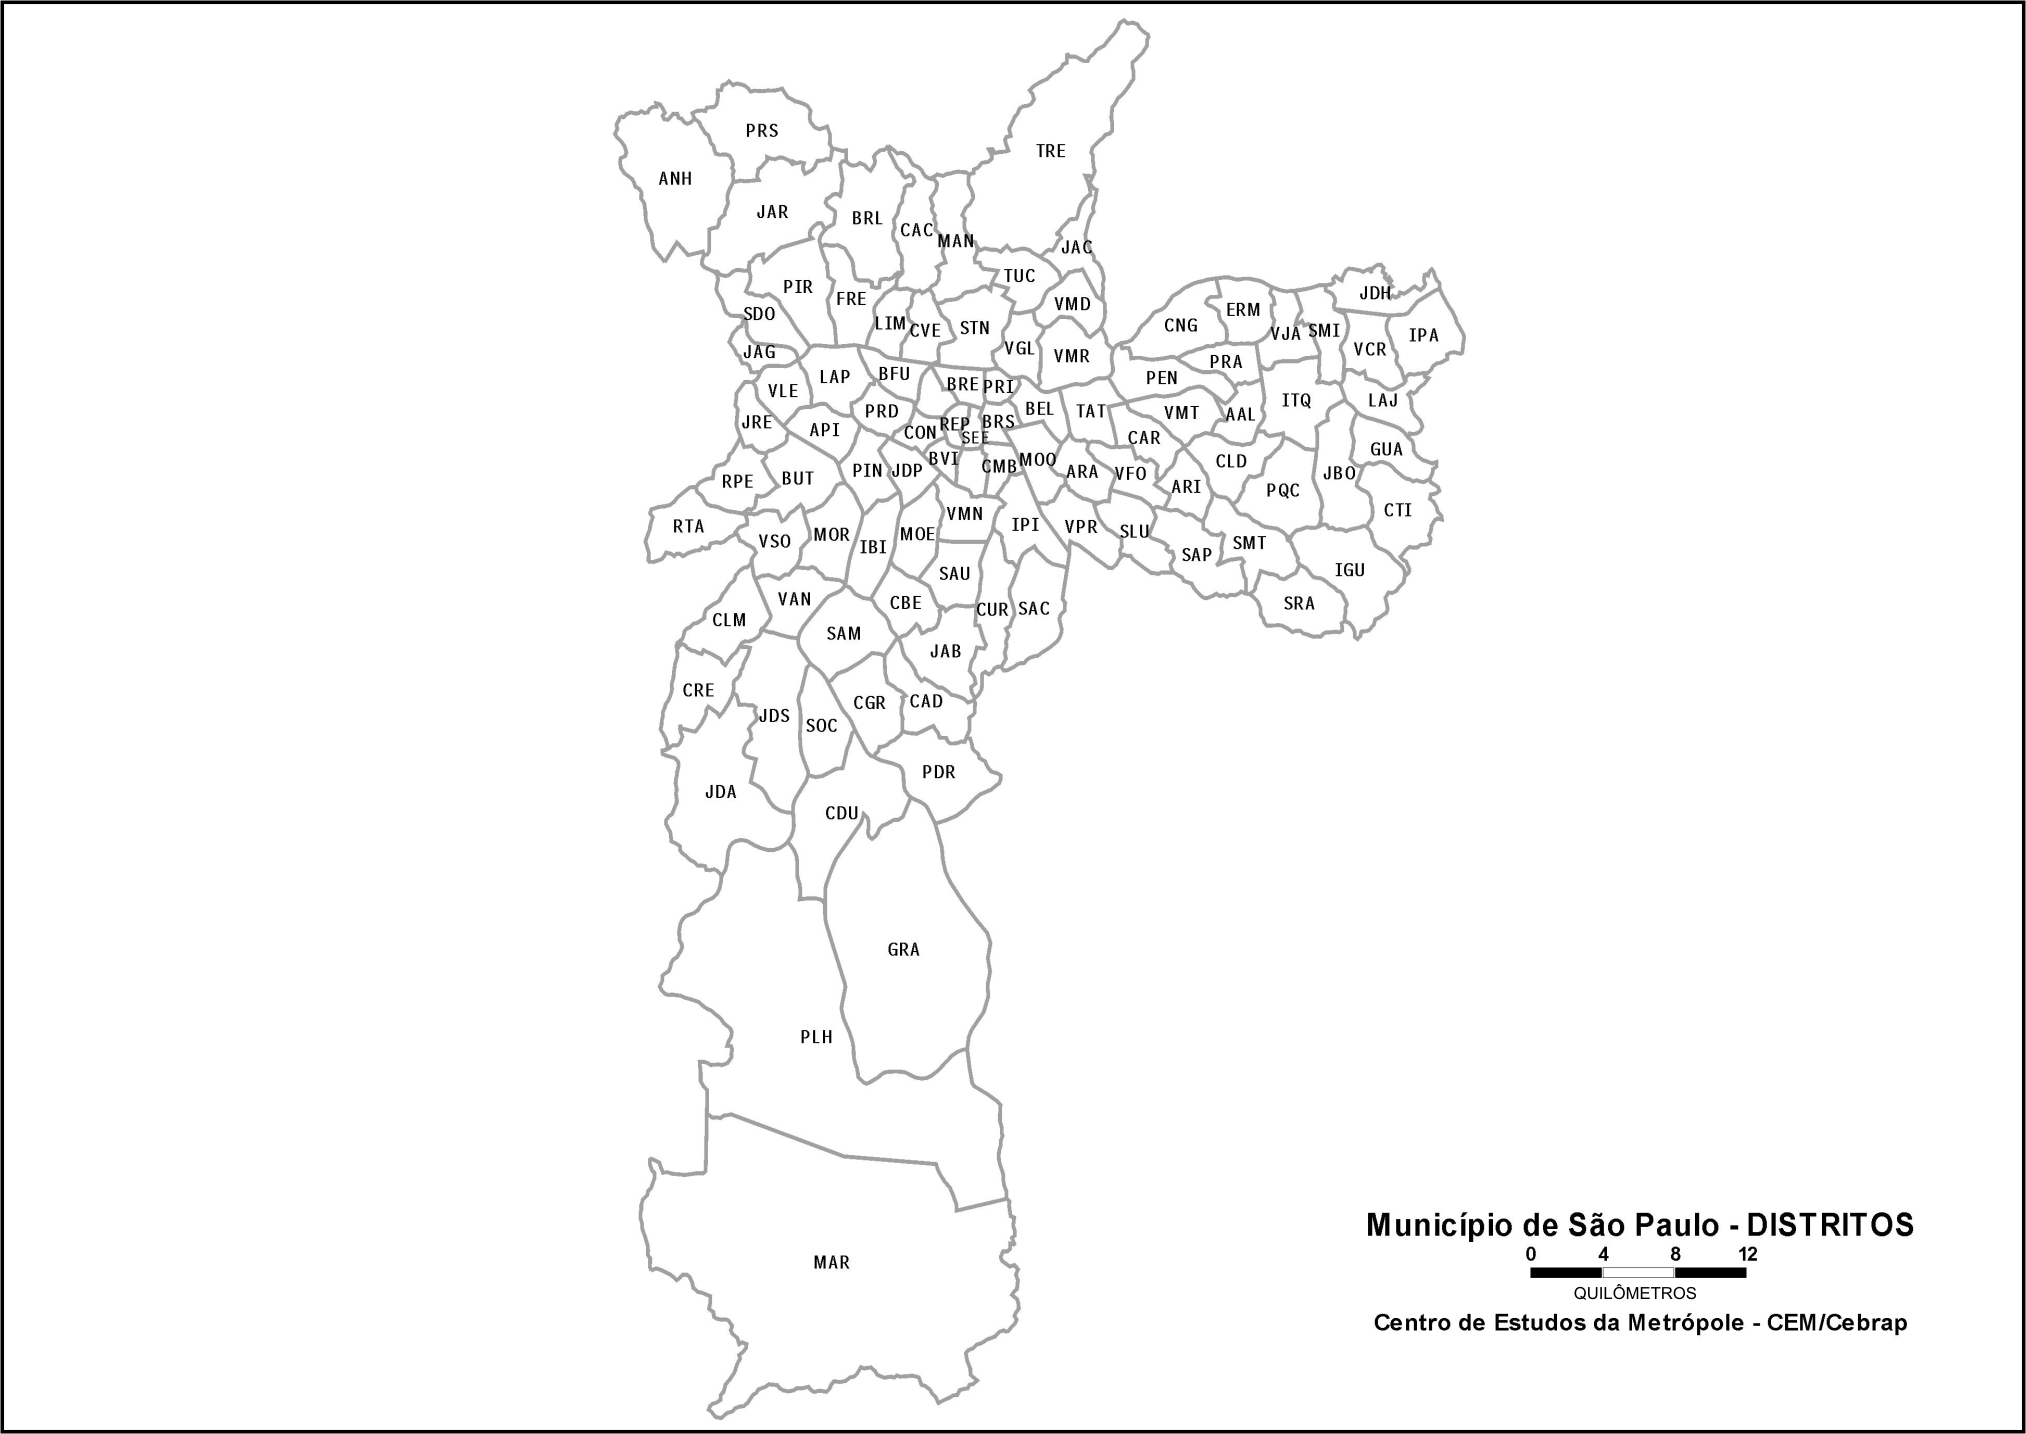 PRS
TRE
ANH
JAR
BRL
CAC
MAN
JAC
TUC
PIR
FRE
VMD
JDH
SDO
LIM
CVE
STN
CNG
ERM
VJA
SMI
IPA
JAG
VGL
VMR
VCR
PRA
LAP
BFU
PEN
VLE
BRE
PRI
ITQ
LAJ
PRD
BEL
TAT
VMT
AAL
JRE
API
CON
REP
SEE
BRS
CAR
GUA
RPE
BUT
PIN
JDP
BVI
CMB
MOO
ARA
VFO
ARI
CLD
PQC
JBO
CTI
RTA
VSO
MOR
IBI
MOE
VMN
IPI
VPR
SLU
SAP
SMT
IGU
CLM
VAN
CBE
SAU
CUR
SAC
SRA
SAM
JAB
CRE
JDS
SOC
CGR
CAD
JDA
CDU
PDR
GRA
PLH
MAR
Município de São Paulo - DISTRITOS
0 4 8 12
QUILÔMETROS
Centro de Estudos da Metrópole - CEM/Cebrap